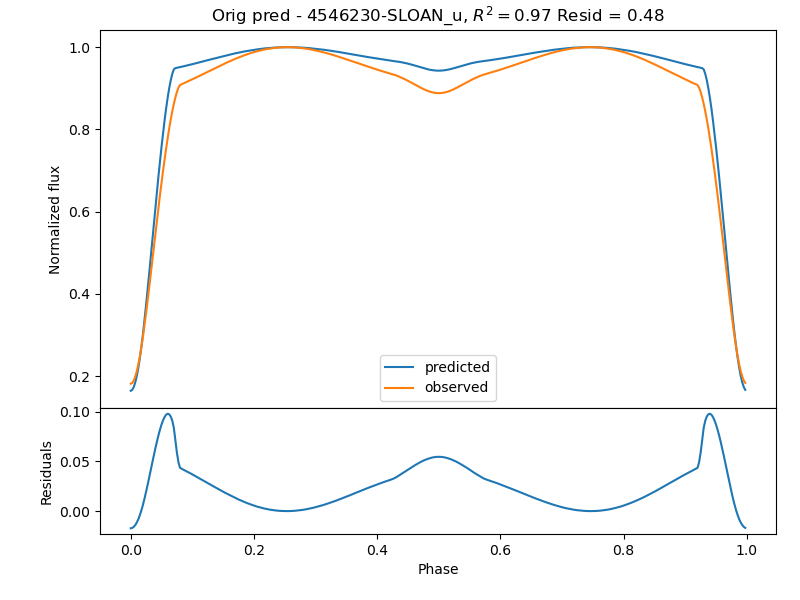 Orig pred - 4546230-SLOAN_u, R² = 0.97 Resid = 0.48
1.0
0.8
0.6
0.4
0.2
Normalized flux
predicted
observed
0.10
0.05
0.00
Residuals
0.0 0.2 0.4 0.6 0.8 1.0
Phase